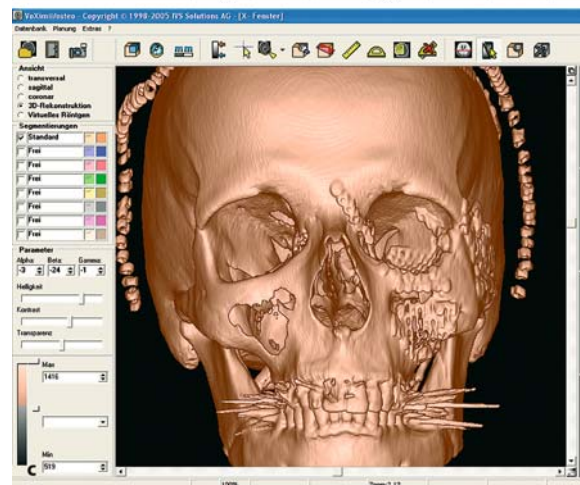 VoXim®/osteo - Copyright © 1998-2005 IVS Solutions AG - [X - Fenster]
Datenbank Planung Extras ?
Ansicht
transversal
sagittal
coronar
3D-Rekonstruktion
Virtuelles Röntgen
Segmentierungen
Standard
Frei
Frei
Frei
Frei
Frei
Frei
Frei
Parameter
Alpha: Beta: Gamma:
-3 -24 -1
Helligkeit
Kontrast
Transparenz
Max
1416
Min
519
C
100%